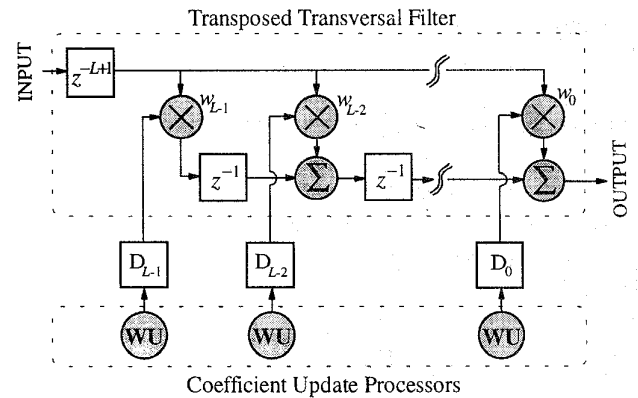 Transposed Transversal Filter
INPUT
z^{-L+1}
w_{L-1}
w_{L-2}
w_0
z^{-1}
Σ
z^{-1}
Σ
OUTPUT
D_{L-1}
D_{L-2}
D_0
WU
WU
WU
Coefficient Update Processors